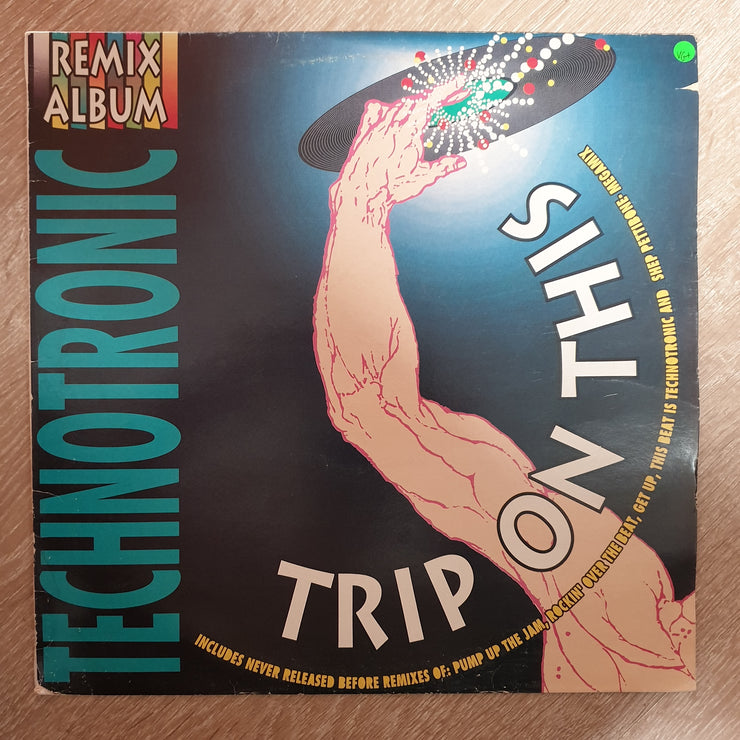 REMIX
ALBUM
TECHNOTRONIC
TRIP ON THIS
INCLUDES NEVER RELEASED BEFORE REMIXES OF: PUMP UP THE JAM, ROCKIN' OVER THE BEAT, GET UP, THIS BEAT IS TECHNOTRONIC AND SHEP PETTIBONE- MEGAMIX
VG+